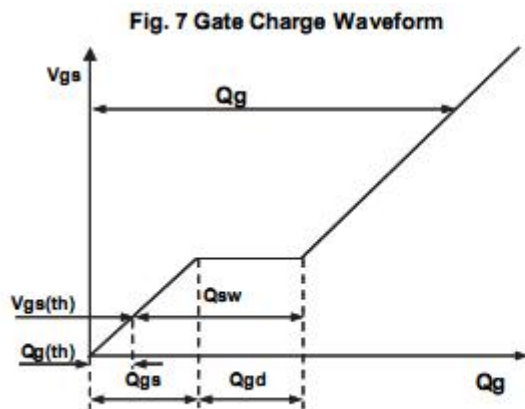 Fig. 7 Gate Charge Waveform
Vgs
Qg
Vgs(th)
Qsw
Qg(th)
Qgs
Qgd
Qg